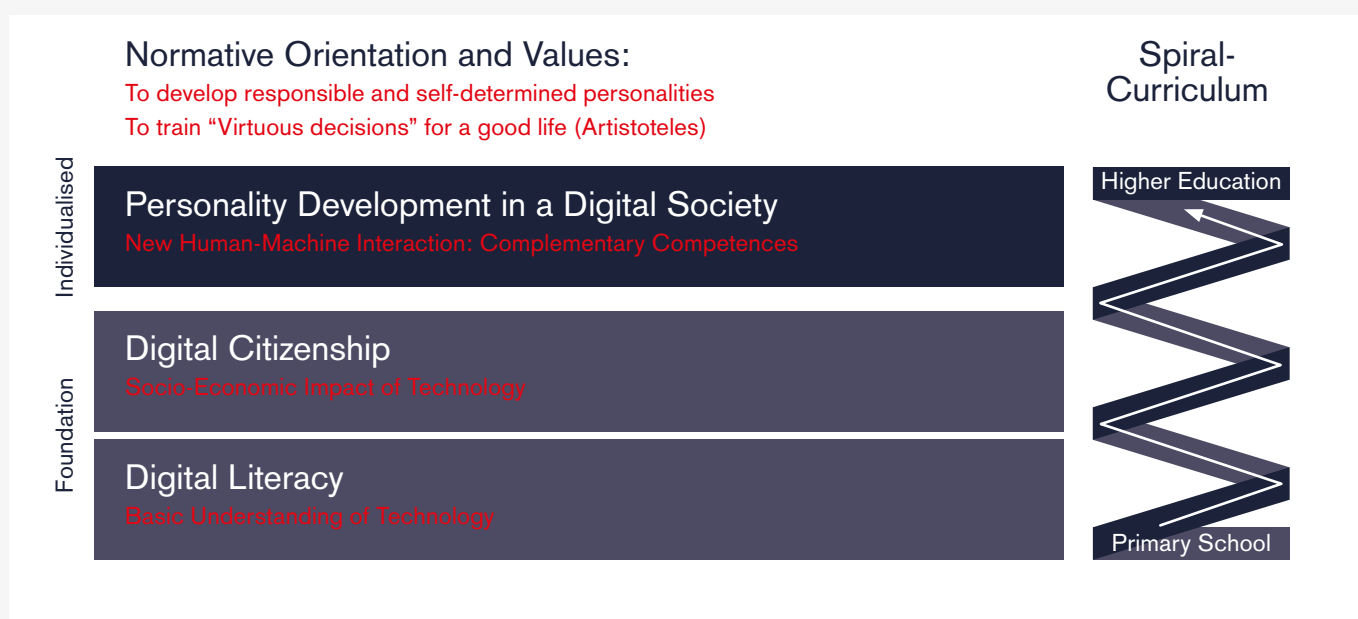 Normative Orientation and Values:
To develop responsible and self-determined personalities
To train “Virtuous decisions” for a good life (Artistoteles)
Spiral-
Curriculum
Individualised
Personality Development in a Digital Society
New Human-Machine Interaction: Complementary Competences
Higher Education
Foundation
Digital Citizenship
Socio-Economic Impact of Technology
Digital Literacy
Basic Understanding of Technology
Primary School